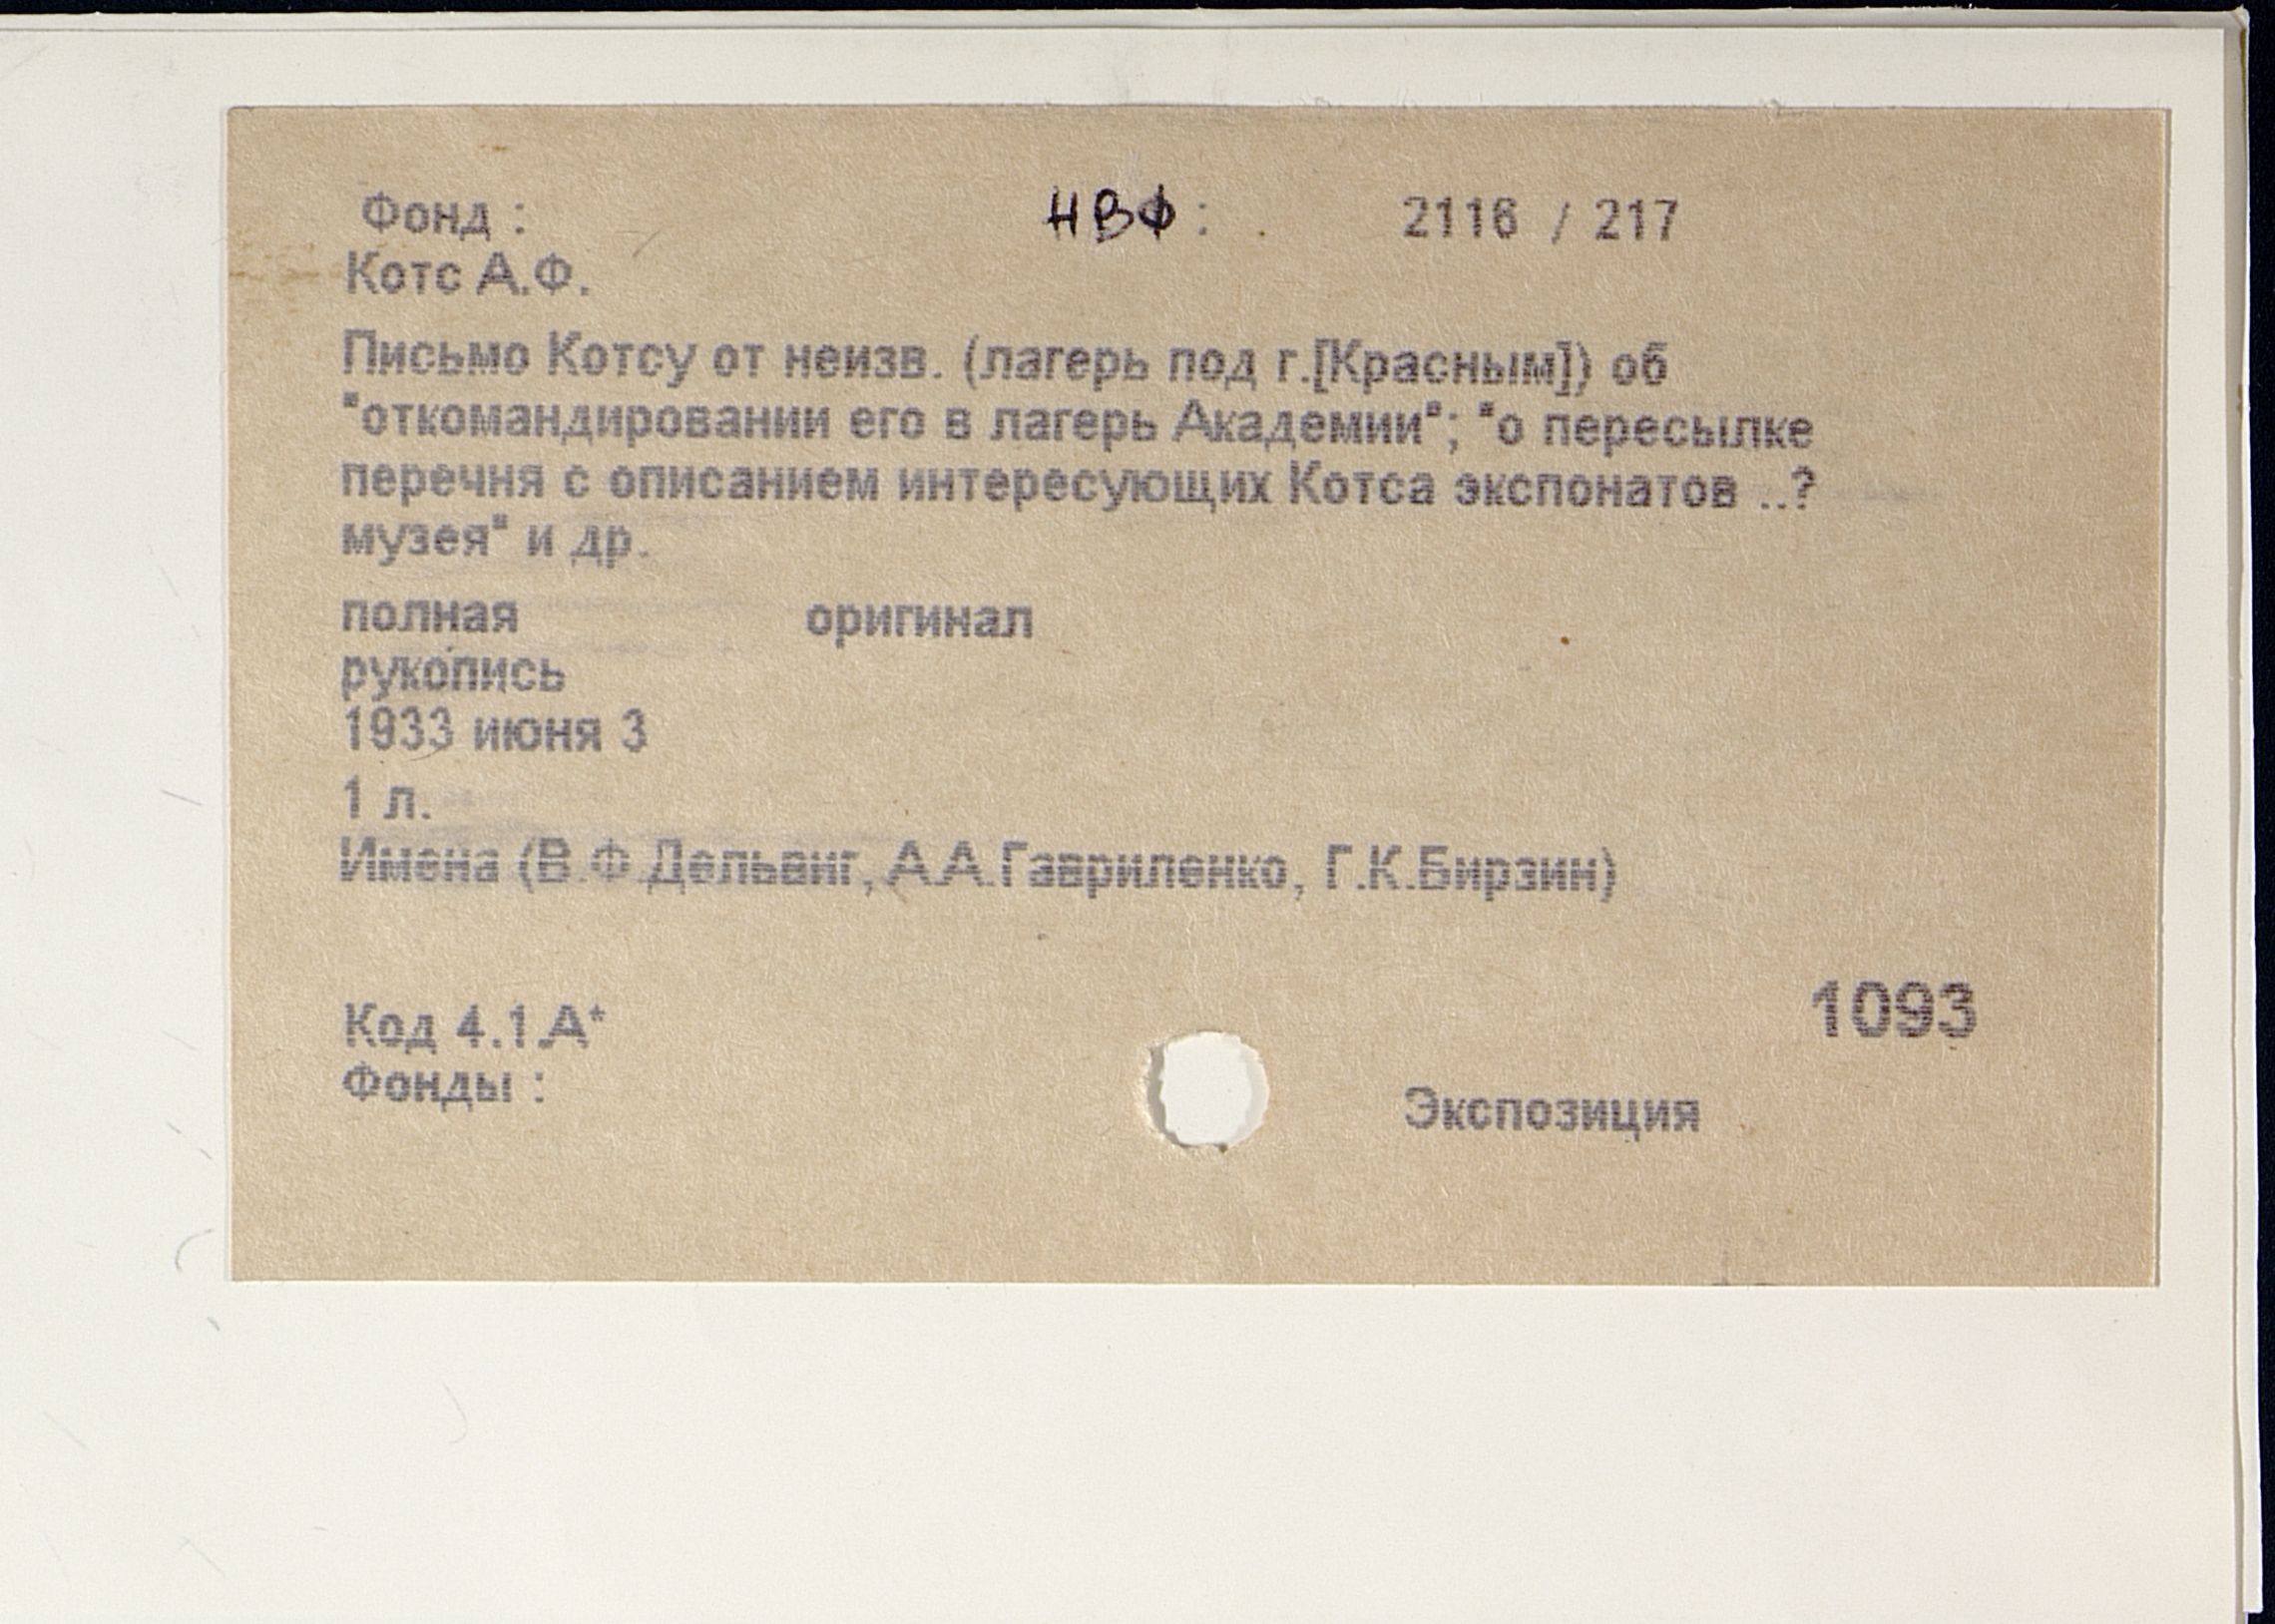 Фонд : НВФ: 2116 / 217
Котс А.Ф.
Письмо Котсу от неизв. (лагерь под г.[Красным]) об
"откомандировании его в лагерь Академии"; "о пересылке
перечня с описанием интересующих Котса экспонатов ..?
музея" и др.
полная оригинал
рукопись
1933 июня 3
1 л.
Имена (В.Ф.Дельвиг, А.А.Гавриленко, Г.К.Бирзин)
1093
Код 4.1.А*
Фонды :
Экспозиция